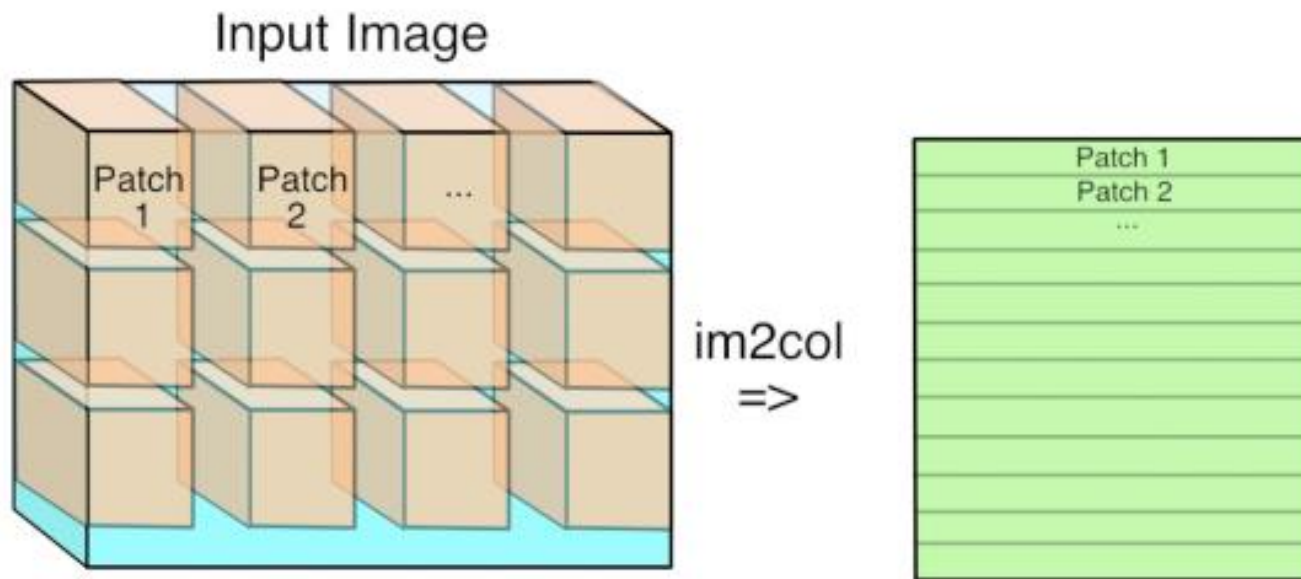 Input Image
Patch
1
Patch
2
...
im2col
=>
Patch 1
Patch 2
...